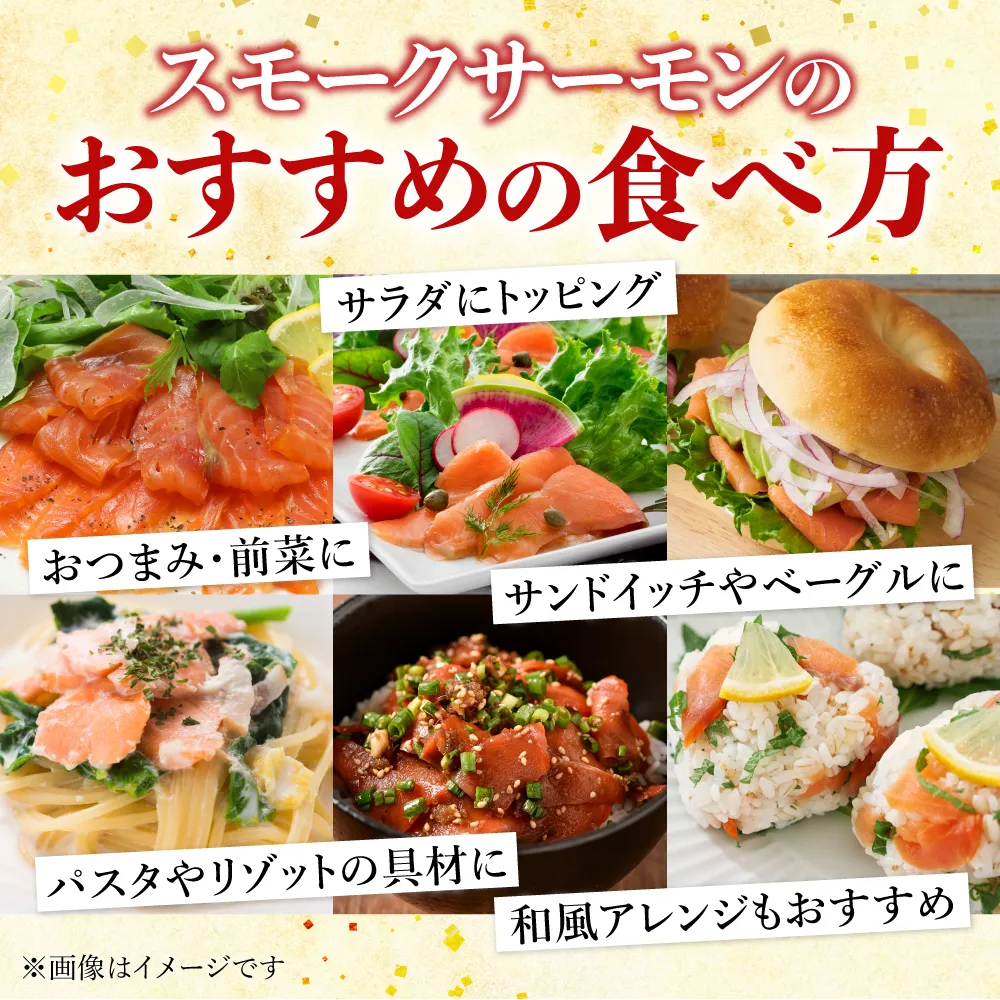 スモークサーモンの
おすすめの食べ方
サラダにトッピング
おつまみ・前菜に
サンドイッチやベーグルに
パスタやリゾットの具材に
和風アレンジもおすすめ
※画像はイメージです